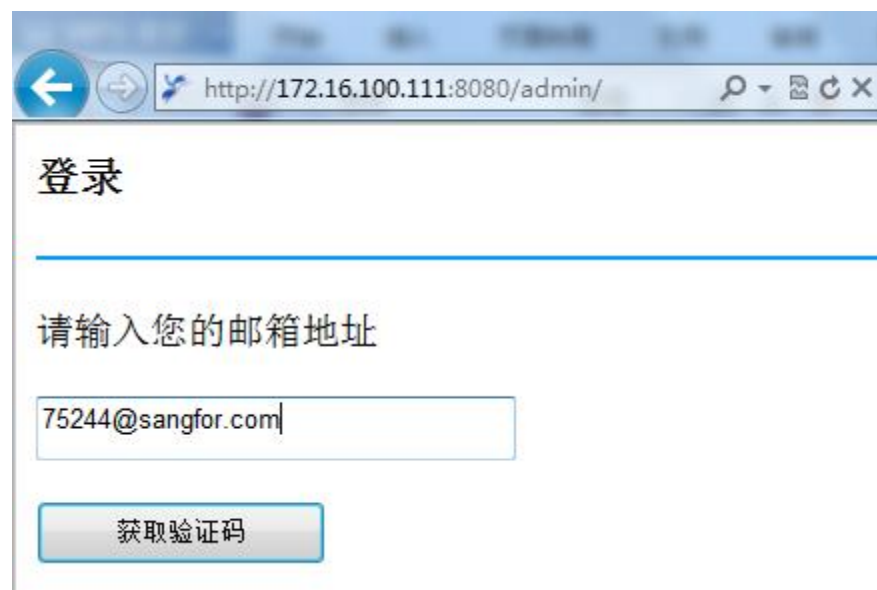 http://172.16.100.111:8080/admin/
登录
请输入您的邮箱地址
75244@sangfor.com
获取验证码